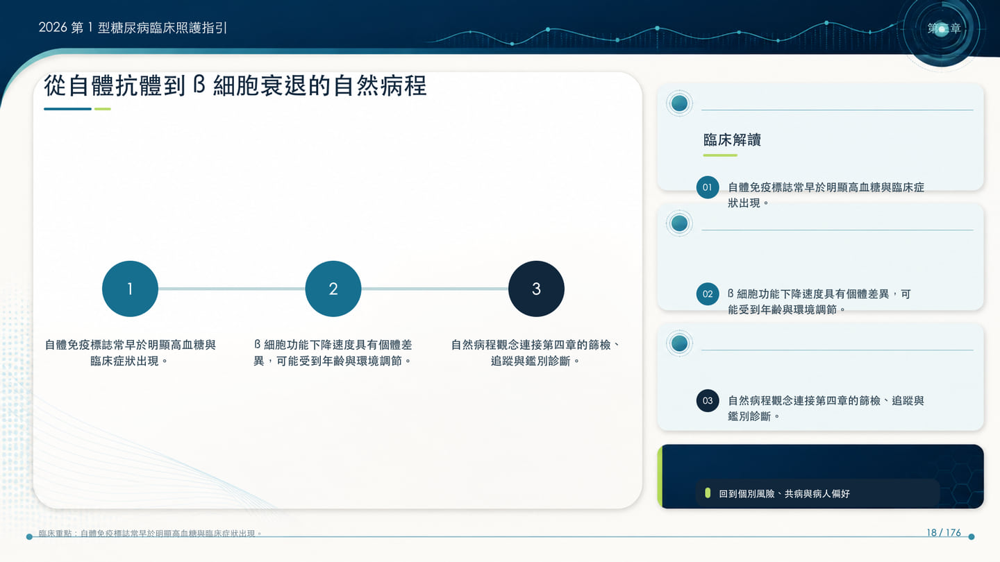 2026 第 1 型糖尿病臨床照護指引
第二章
從自體抗體到 β 細胞衰退的自然病程
1
2
3
自體免疫標誌常早於明顯高血糖與
臨床症狀出現。
β 細胞功能下降速度具有個體差
異，可能受到年齡與環境調節。
自然病程觀念連接第四章的篩檢、
追蹤與鑑別診斷。
臨床解讀
01
自體免疫標誌常早於明顯高血糖與臨床症
狀出現。
02
β 細胞功能下降速度具有個體差異，可
能受到年齡與環境調節。
03
自然病程觀念連接第四章的篩檢、追蹤與
鑑別診斷。
回到個別風險、共病與病人偏好
臨床重點：自體免疫標誌常早於明顯高血糖與臨床症狀出現。
18 / 176